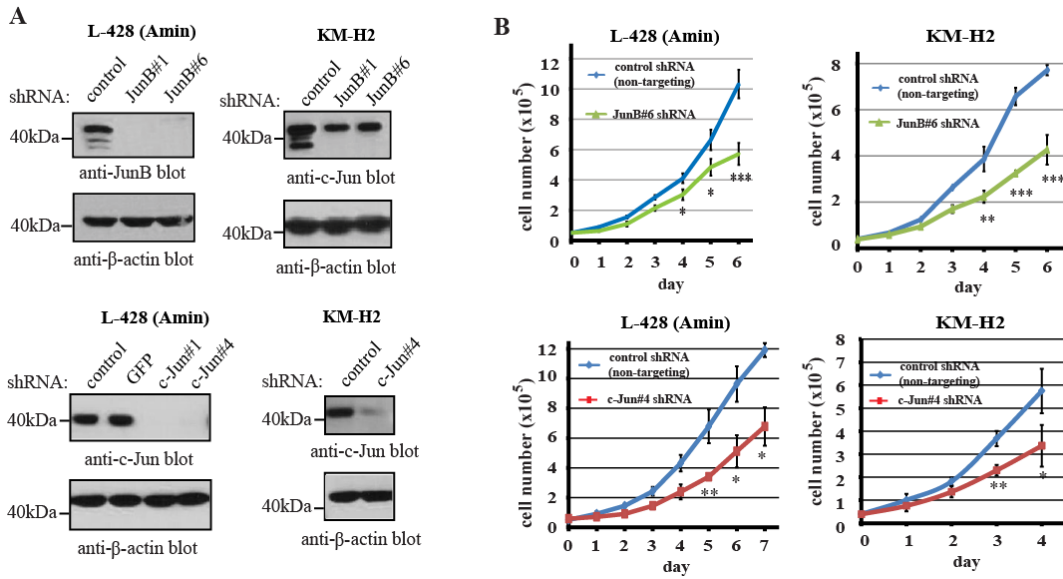 A
L-428 (Amin)
shRNA:
control
JunB#1
JunB#6
40kDa
anti-JunB blot
40kDa
anti-β-actin blot
KM-H2
control
JunB#1
JunB#6
40kDa
anti-c-Jun blot
40kDa
anti-β-actin blot
L-428 (Amin)
shRNA:
control
GFP
c-Jun#1
c-Jun#4
40kDa
anti-c-Jun blot
40kDa
anti-β-actin blot
KM-H2
shRNA:
control
c-Jun#4
40kDa
anti-c-Jun blot
40kDa
anti-β-actin blot
B
L-428 (Amin)
cell number (x10⁵)
12
10
8
6
4
2
0
control shRNA
(non-targeting)
JunB#6 shRNA
*
*
***
0 1 2 3 4 5 6
day
KM-H2
cell number (x10⁵)
8
6
4
2
0
control shRNA
(non-targeting)
JunB#6 shRNA
**
***
***
0 1 2 3 4 5 6
day
L-428 (Amin)
cell number (x10⁵)
12
10
8
6
4
2
0
control shRNA
(non-targeting)
c-Jun#4 shRNA
**
*
*
0 1 2 3 4 5 6 7
day
KM-H2
cell number (x10⁵)
8
7
6
5
4
3
2
1
0
control shRNA
(non-targeting)
c-Jun#4 shRNA
**
*
0 1 2 3 4
day